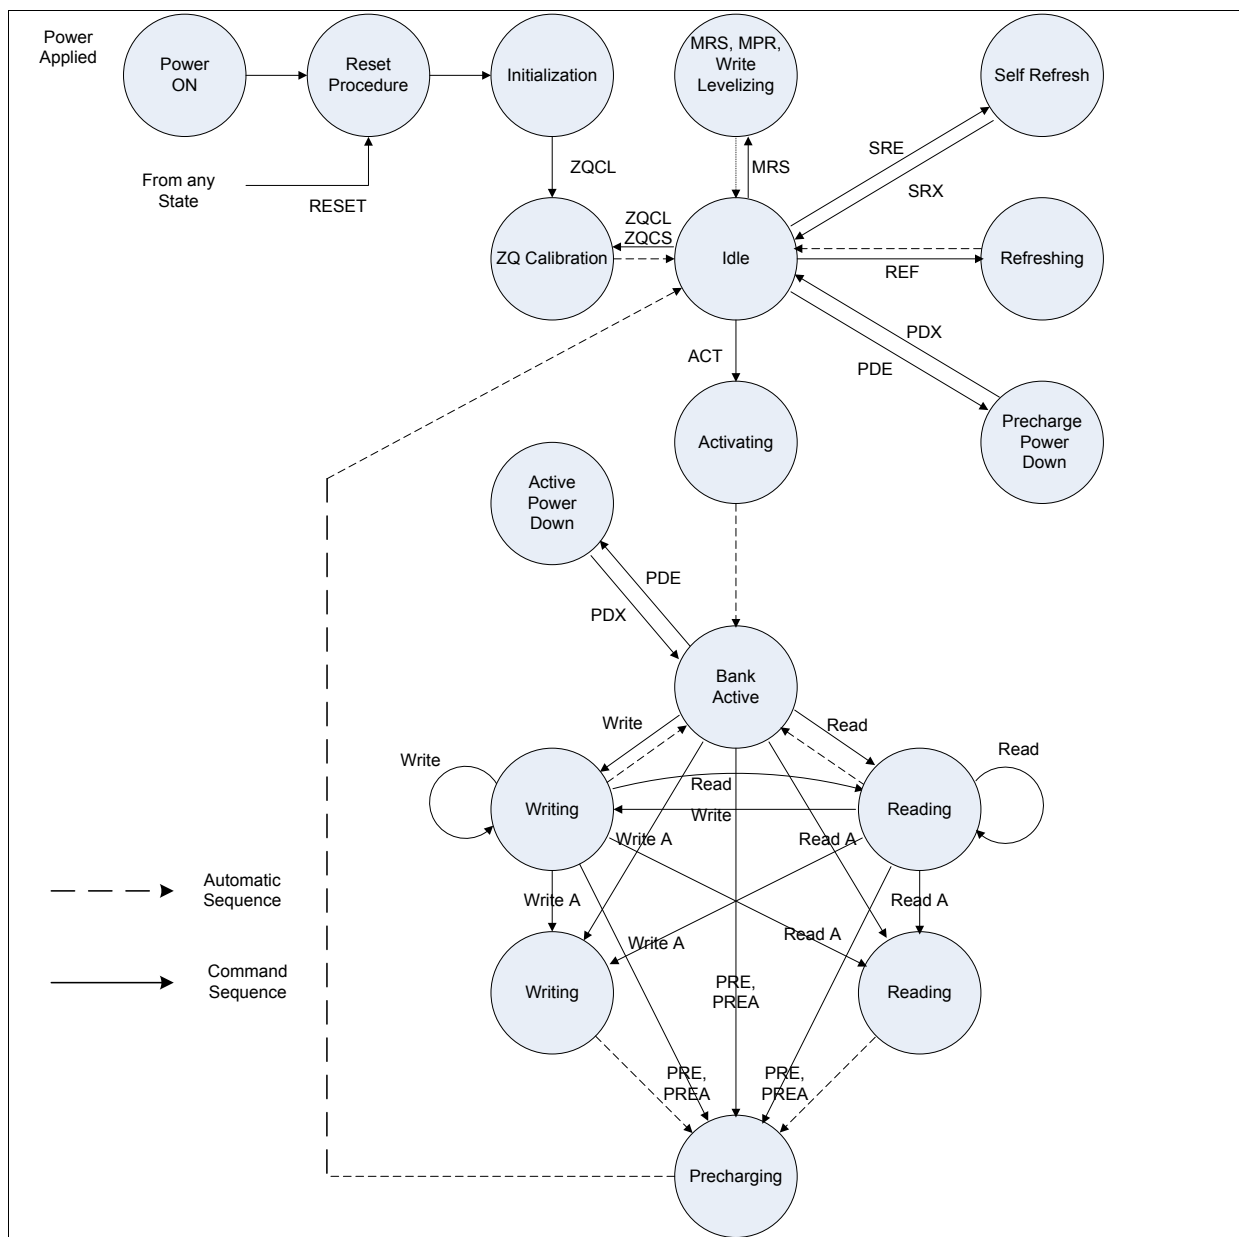 Power
Applied
Power
ON
Reset
Procedure
Initialization
MRS, MPR,
Write
Levelizing
Self Refresh
From any
State
RESET
ZQCL
MRS
SRE
SRX
ZQCL
ZQCS
ZQ Calibration
Idle
REF
Refreshing
ACT
PDX
PDE
Activating
Precharge
Power
Down
Active
Power
Down
PDE
PDX
Bank
Active
Write
Read
Write
Read
Writing
Read
Write
Reading
Write A
Read A
Automatic
Sequence
Write A
Read A
Write A
Read A
Command
Sequence
Writing
PRE,
PREA
Reading
PRE,
PREA
PRE,
PREA
Precharging